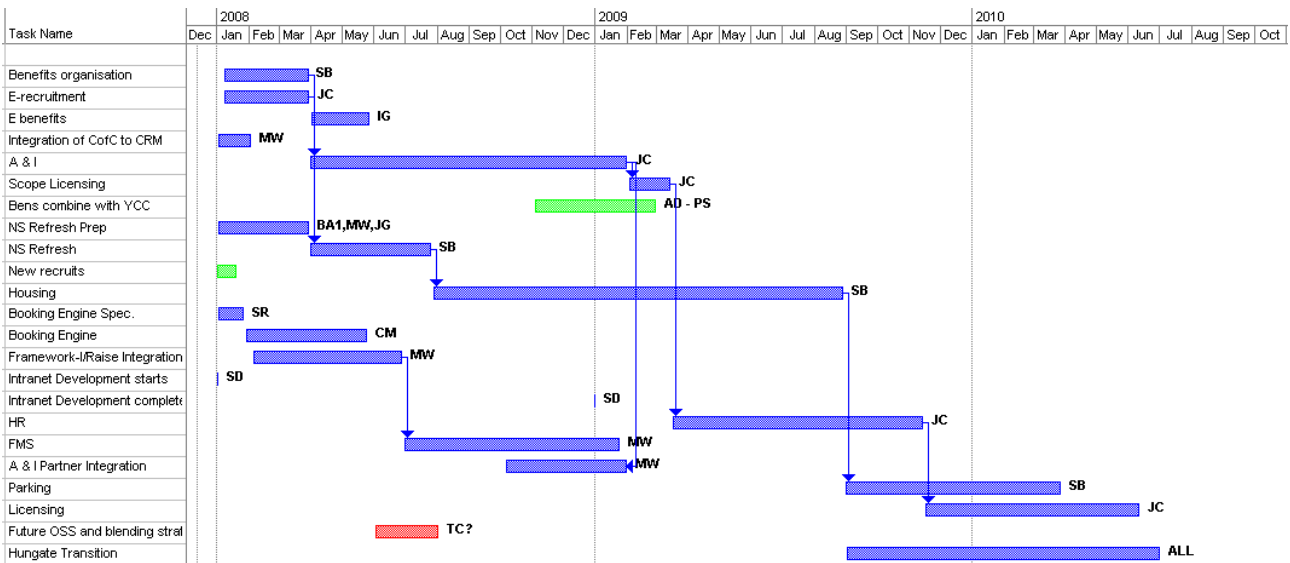 2008 2009 2010
Task Name Dec Jan Feb Mar Apr May Jun Jul Aug Sep Oct Nov Dec Jan Feb Mar Apr May Jun Jul Aug Sep Oct Nov Dec Jan Feb Mar Apr May Jun Jul Aug Sep Oct
Benefits organisation SB
E-recruitment JC
E benefits IG
Integration of CofC to CRM MW
A & I JC
Scope Licensing JC
Bens combine with YCC AD - PS
NS Refresh Prep BA1,MW,JG
NS Refresh SB
New recruits
Housing SB
Booking Engine Spec. SR
Booking Engine CM
Framework-I/Raise Integration MW
Intranet Development starts SD
Intranet Development complete SD
HR JC
FMS MW
A & I Partner Integration MW
Parking SB
Licensing JC
Future OSS and blending strat TC?
Hungate Transition ALL